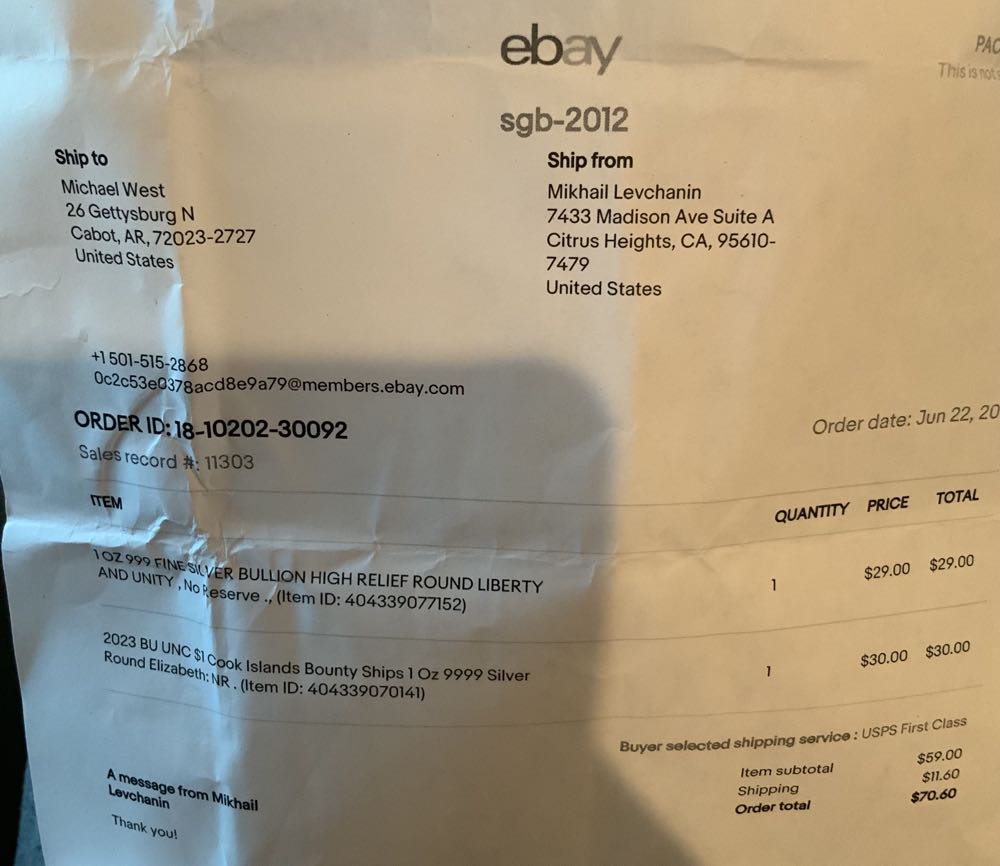 ebay
PAC
This is not
sgb-2012
Ship to
Michael West
26 Gettysburg N
Cabot, AR, 72023-2727
United States
Ship from
Mikhail Levchanin
7433 Madison Ave Suite A
Citrus Heights, CA, 95610-
7479
United States
+1 501-515-2868
0c2c53e0378acd8e9a79@members.ebay.com
ORDER ID: 18-10202-30092
Order date: Jun 22, 20
Sales record #: 11303
ITEM QUANTITY PRICE TOTAL
1 OZ 999 FINE SILVER BULLION HIGH RELIEF ROUND LIBERTY
AND UNITY , No Reserve ., (Item ID: 404339077152)
1 $29.00 $29.00
2023 BU UNC $1 Cook Islands Bounty Ships 1 Oz 9999 Silver
Round Elizabeth: NR . (Item ID: 404339070141)
1 $30.00 $30.00
Buyer selected shipping service : USPS First Class
Item subtotal $59.00
Shipping $11.60
Order total $70.60
A message from Mikhail
Levchanin
Thank you!